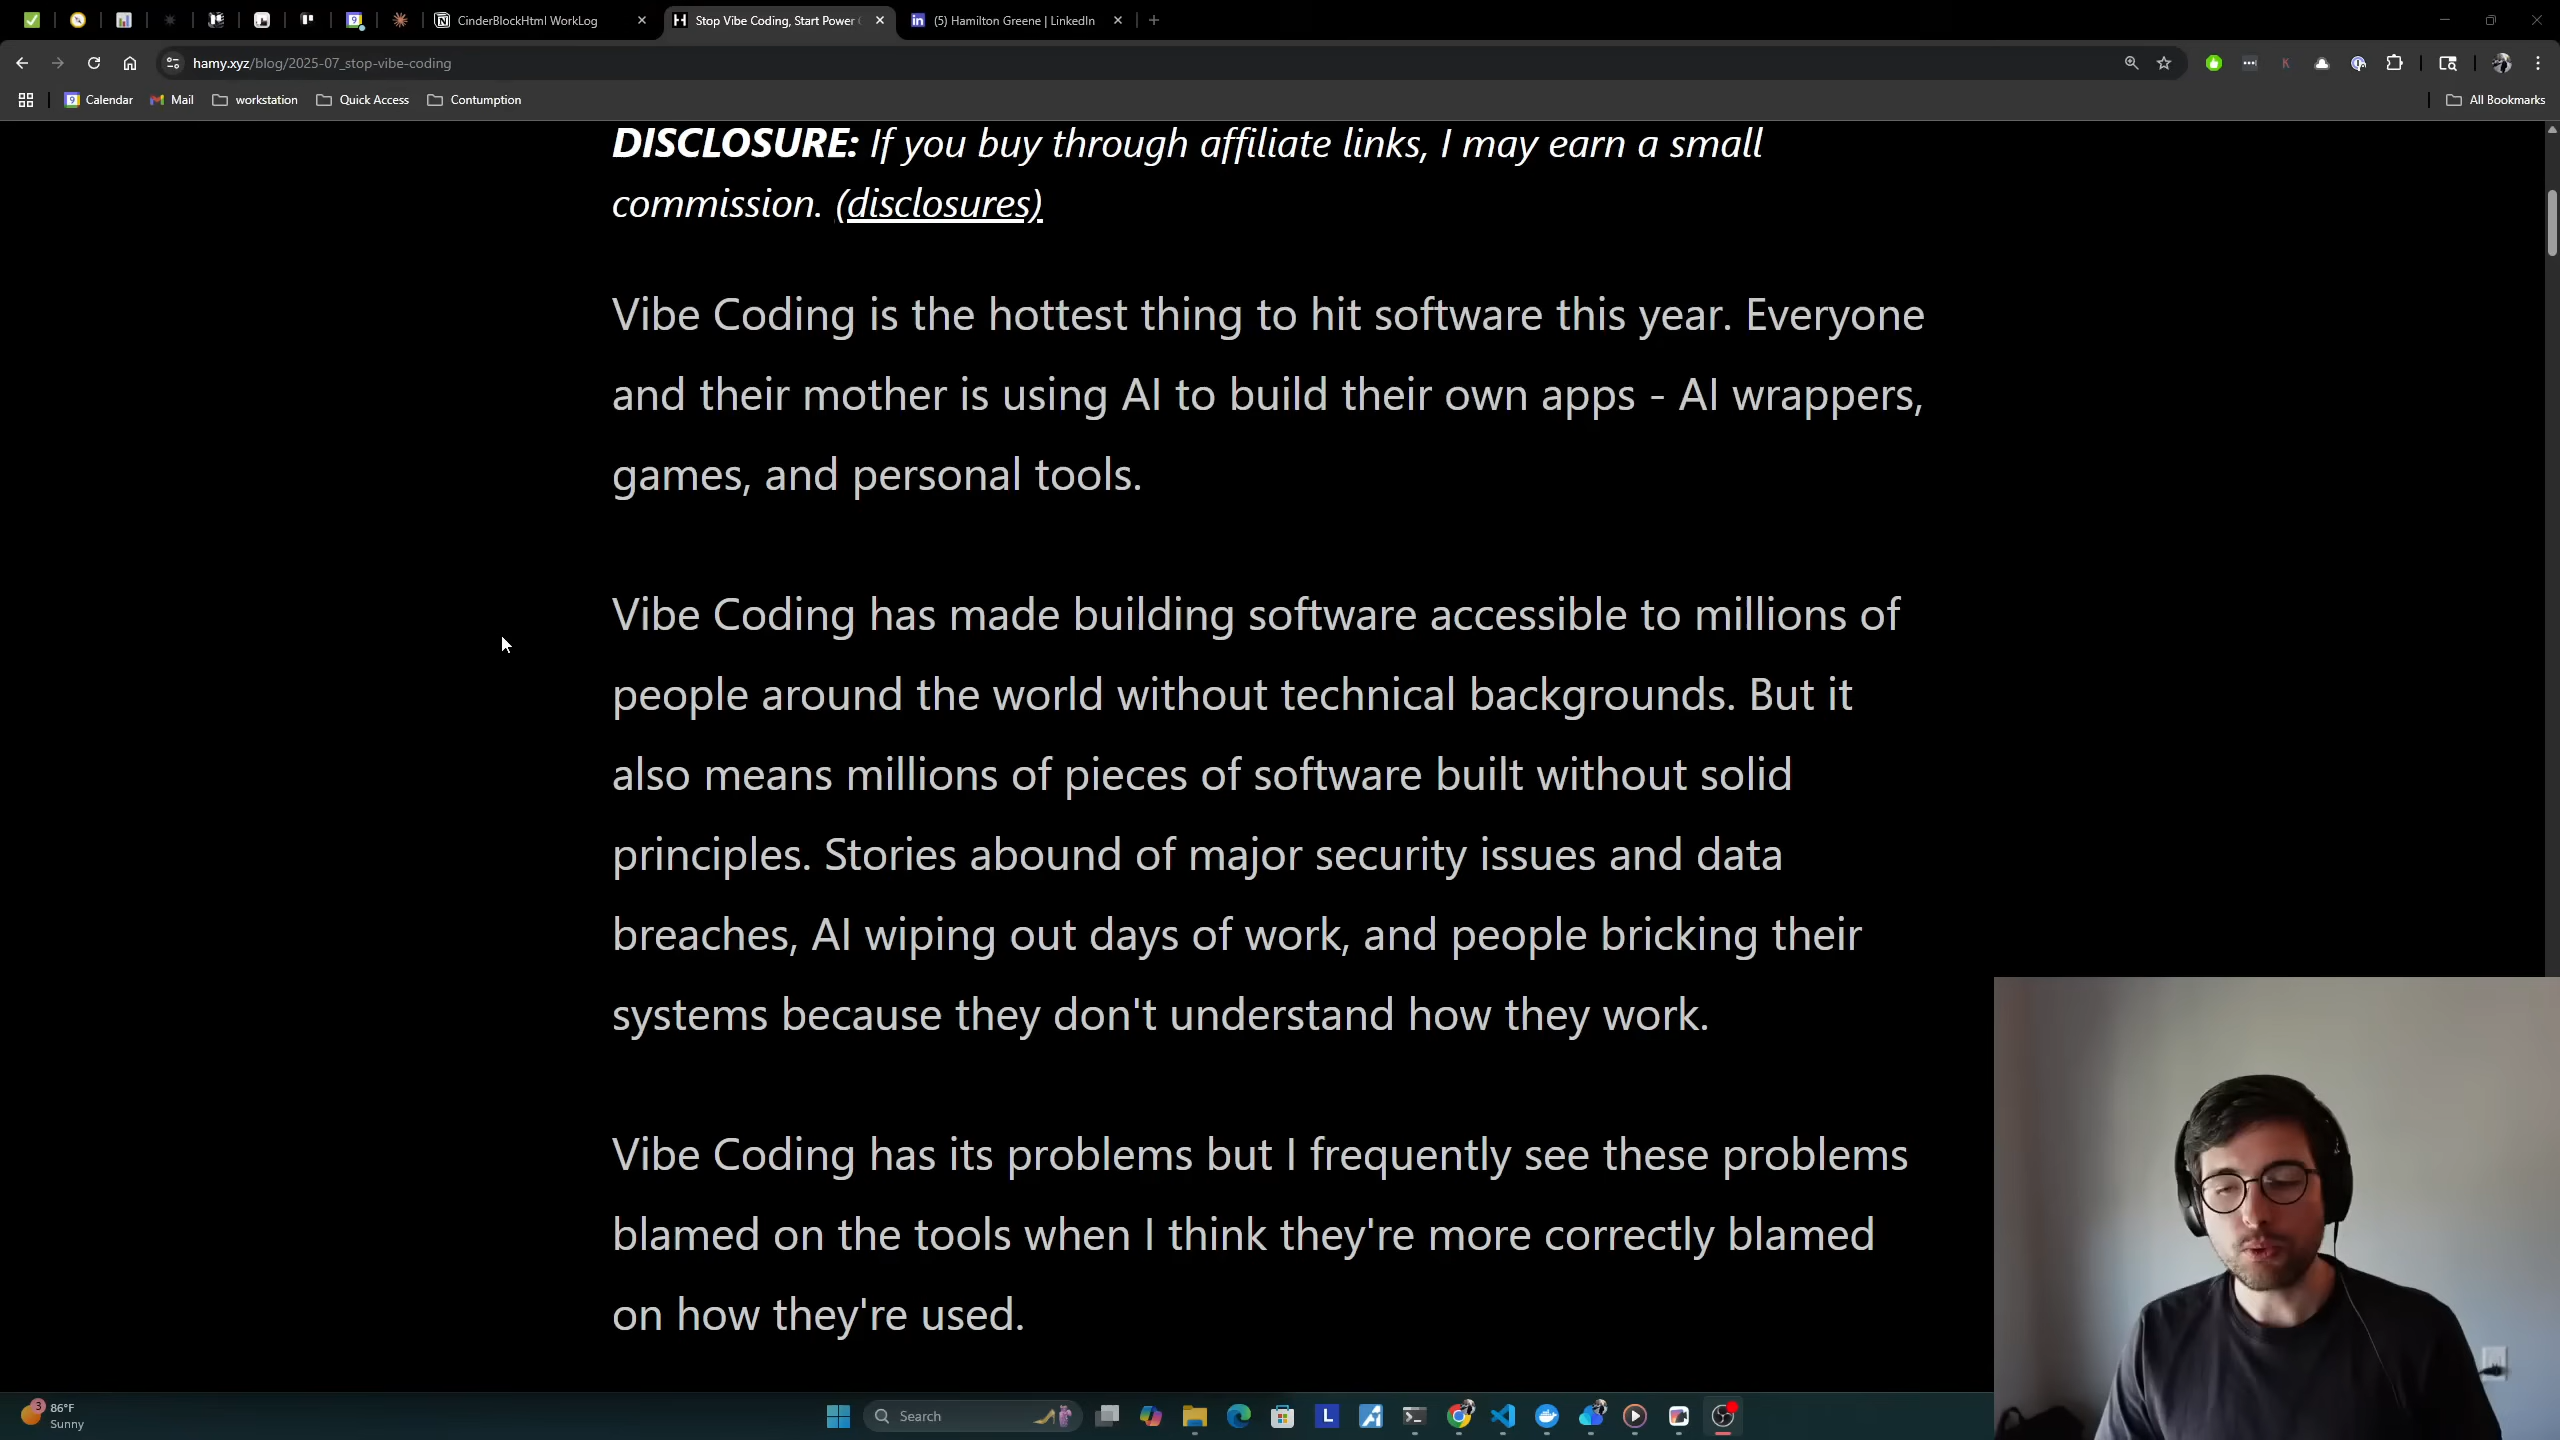 CinderBlockHtml WorkLog
Stop Vibe Coding, Start Power
(5) Hamilton Greene | LinkedIn
hamy.xyz/blog/2025-07_stop-vibe-coding
Calendar
Mail
workstation
Quick Access
Contumption
All Bookmarks
DISCLOSURE: If you buy through affiliate links, I may earn a small
commission. (disclosures)
Vibe Coding is the hottest thing to hit software this year. Everyone
and their mother is using AI to build their own apps - AI wrappers,
games, and personal tools.
Vibe Coding has made building software accessible to millions of
people around the world without technical backgrounds. But it
also means millions of pieces of software built without solid
principles. Stories abound of major security issues and data
breaches, AI wiping out days of work, and people bricking their
systems because they don't understand how they work.
Vibe Coding has its problems but I frequently see these problems
blamed on the tools when I think they're more correctly blamed
on how they're used.
3
86°F
Sunny
Search